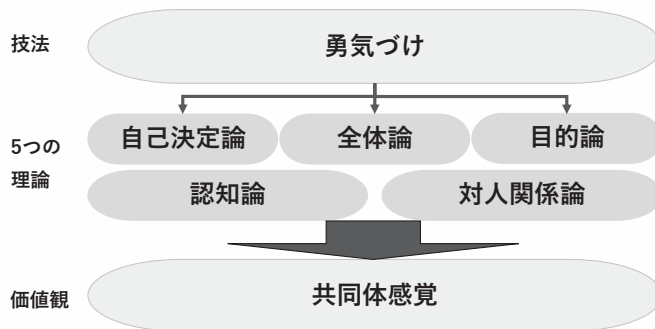 技法
勇気づけ
5つの
理論
自己決定論
全体論
目的論
認知論
対人関係論
価値観
共同体感覚